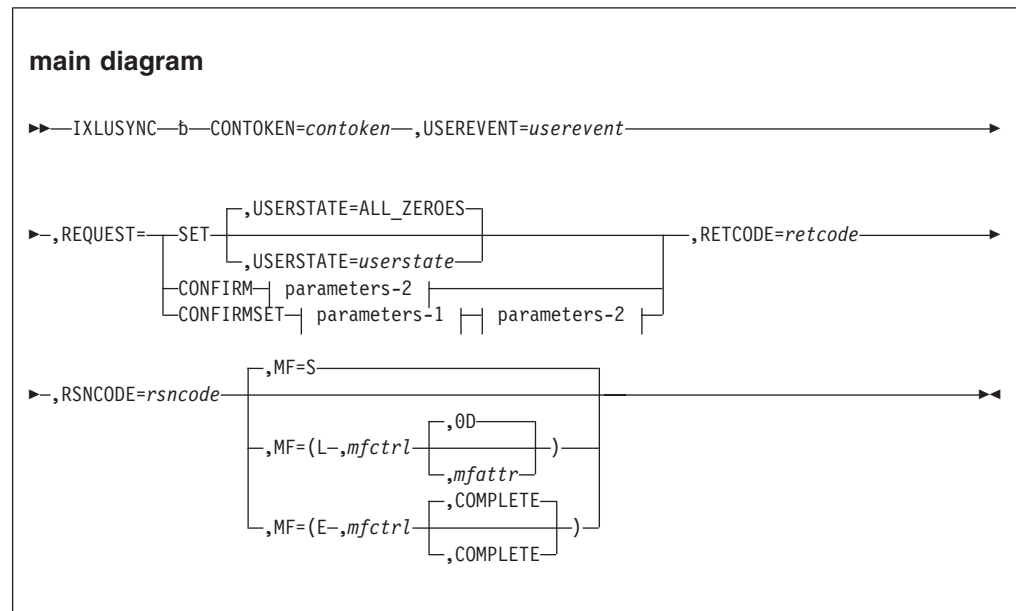 main diagram
IXLUSYNC ƀ CONTOKEN=contoken ,USEREVENT=userevent
,USERSTATE=ALL_ZEROES
,REQUEST= SET ,RETCODE=retcode
,USERSTATE=userstate
CONFIRM parameters-2
CONFIRMSET parameters-1 parameters-2
,MF=S
,RSNCODE=rsncode
,0D
,MF=(L ,mfctrl )
,mfattr
,COMPLETE
,MF=(E ,mfctrl )
,COMPLETE